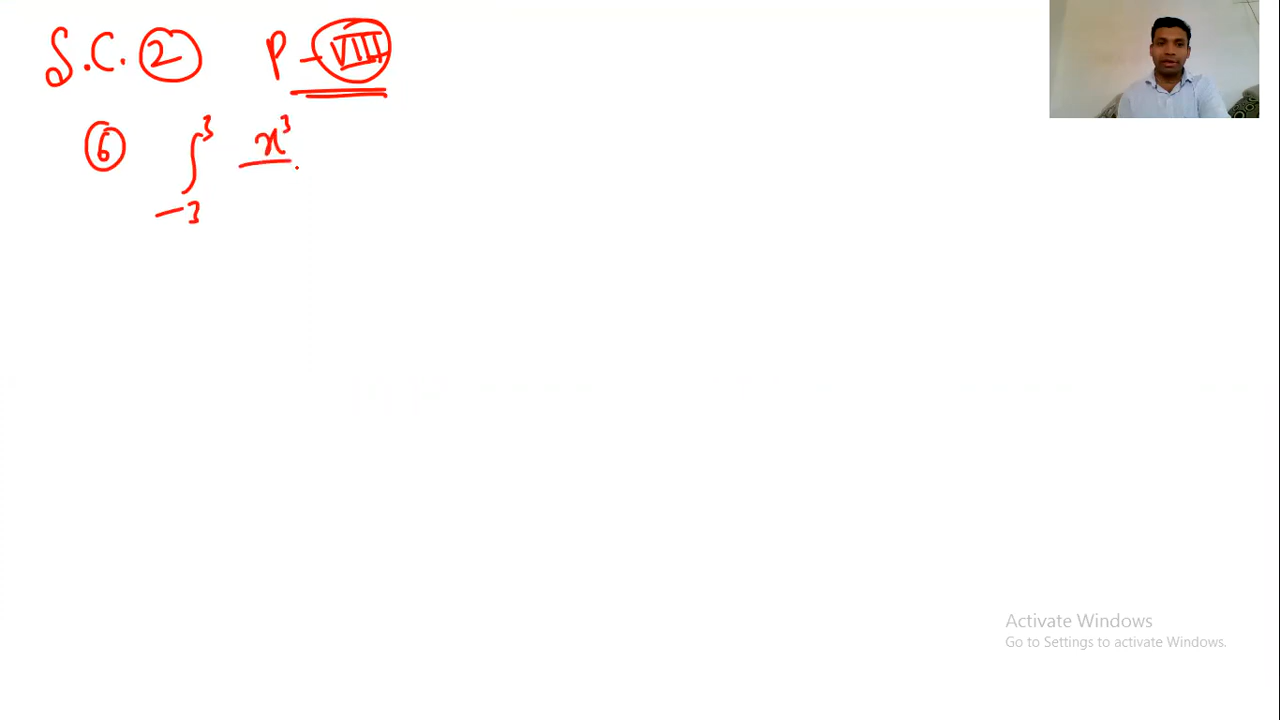 S.C. 2 P - VIII
6 ∫₋₃³ x³
Activate Windows
Go to Settings to activate Windows.